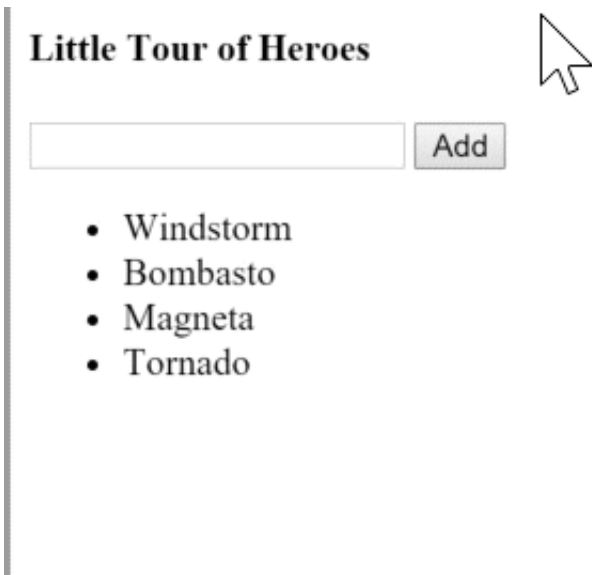 Little Tour of Heroes
Add
Windstorm
Bombasto
Magneta
Tornado